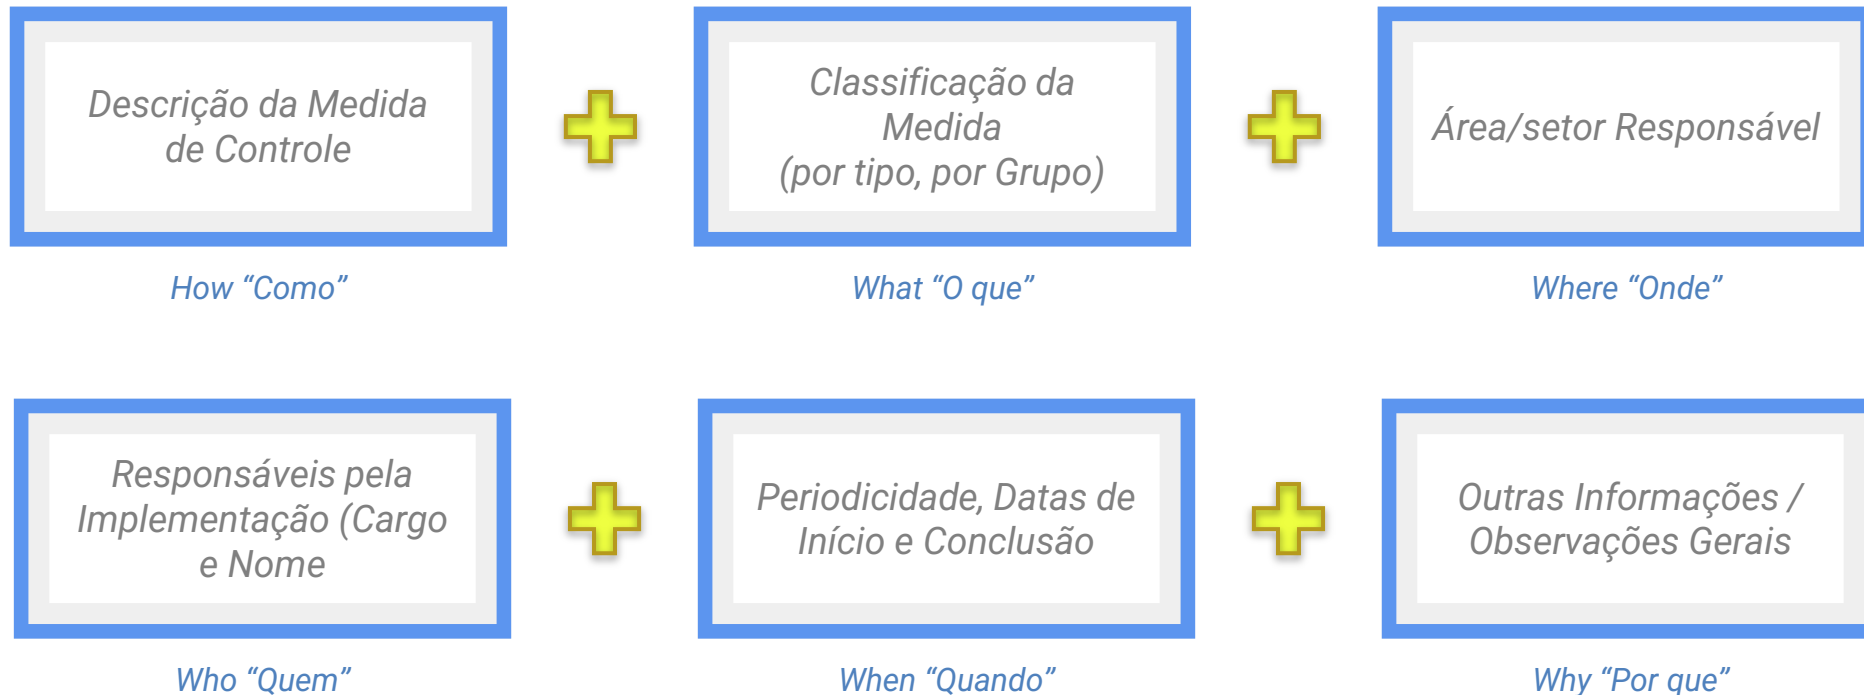 Descrição da Medida
de Controle
How “Como”
Classificação da
Medida
(por tipo, por Grupo)
What “O que”
Área/setor Responsável
Where “Onde”
Responsáveis pela
Implementação (Cargo
e Nome
Who “Quem”
Periodicidade, Datas de
Início e Conclusão
When “Quando”
Outras Informações /
Observações Gerais
Why “Por que”